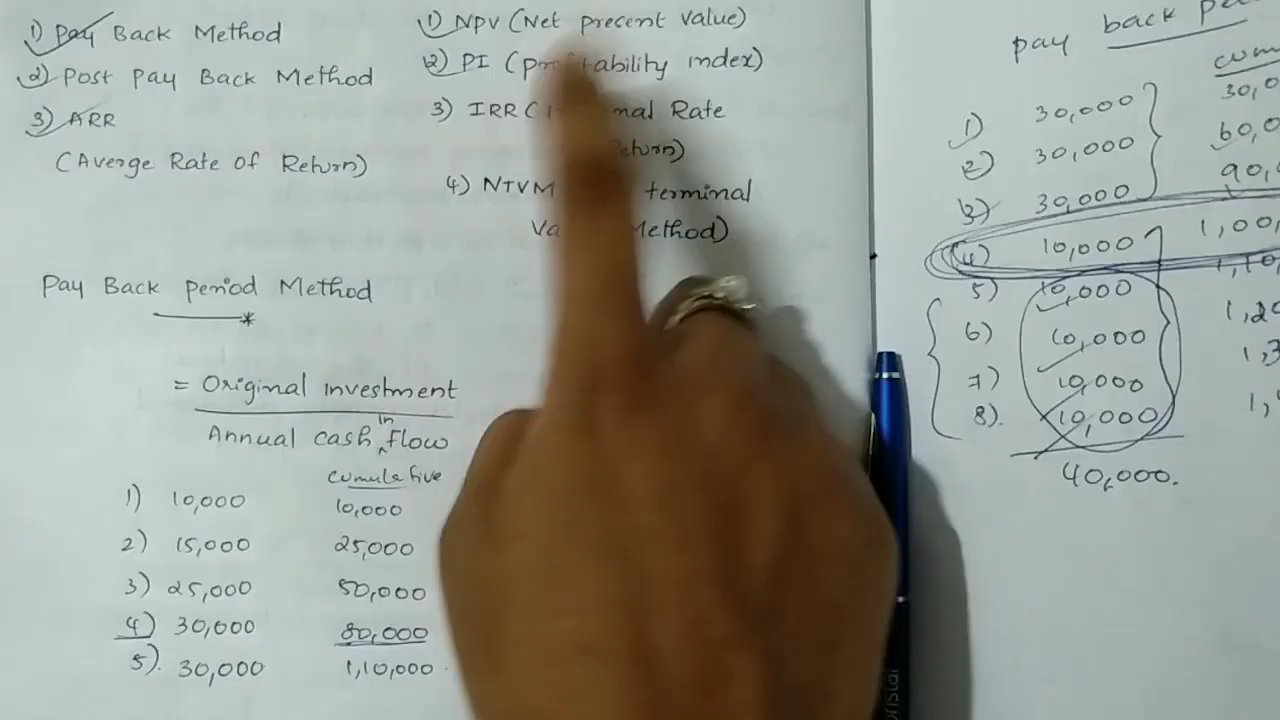 1) Pay Back Method
2) Post Pay Back Method
3) ARR
(Averge Rate of Return)
1) NPV (Net precent value)
2) PI ( index)
3) IRR ( Rate
4) NTVM terminal
Method)
Pay Back period Method
= Original investment
Annual cash in flow
cumulative
1) 10,000 10,000
2) 15,000 25,000
3) 25,000 50,000
4) 30,000 80,000
5). 30,000 1,10,000
pay back
1) 30,000
2) 30,000
3) 30,000
(4) 10,000
5) 10,000
6) 10,000
7) 10,000
8). 10,000
40,000.